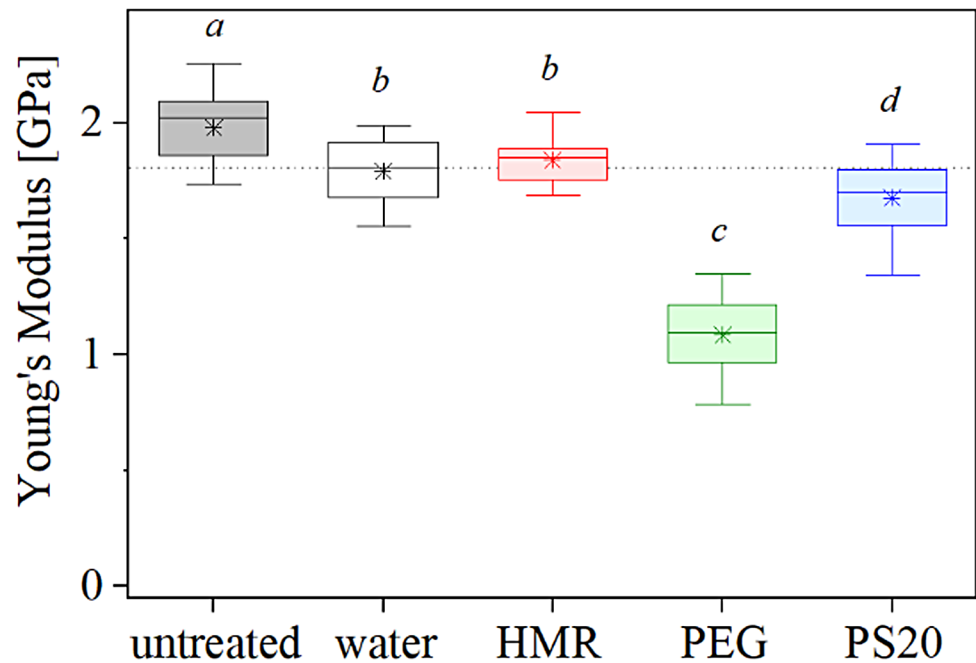 Young's Modulus [GPa]
2
1
0
a
b
b
c
d
untreated water HMR PEG PS20